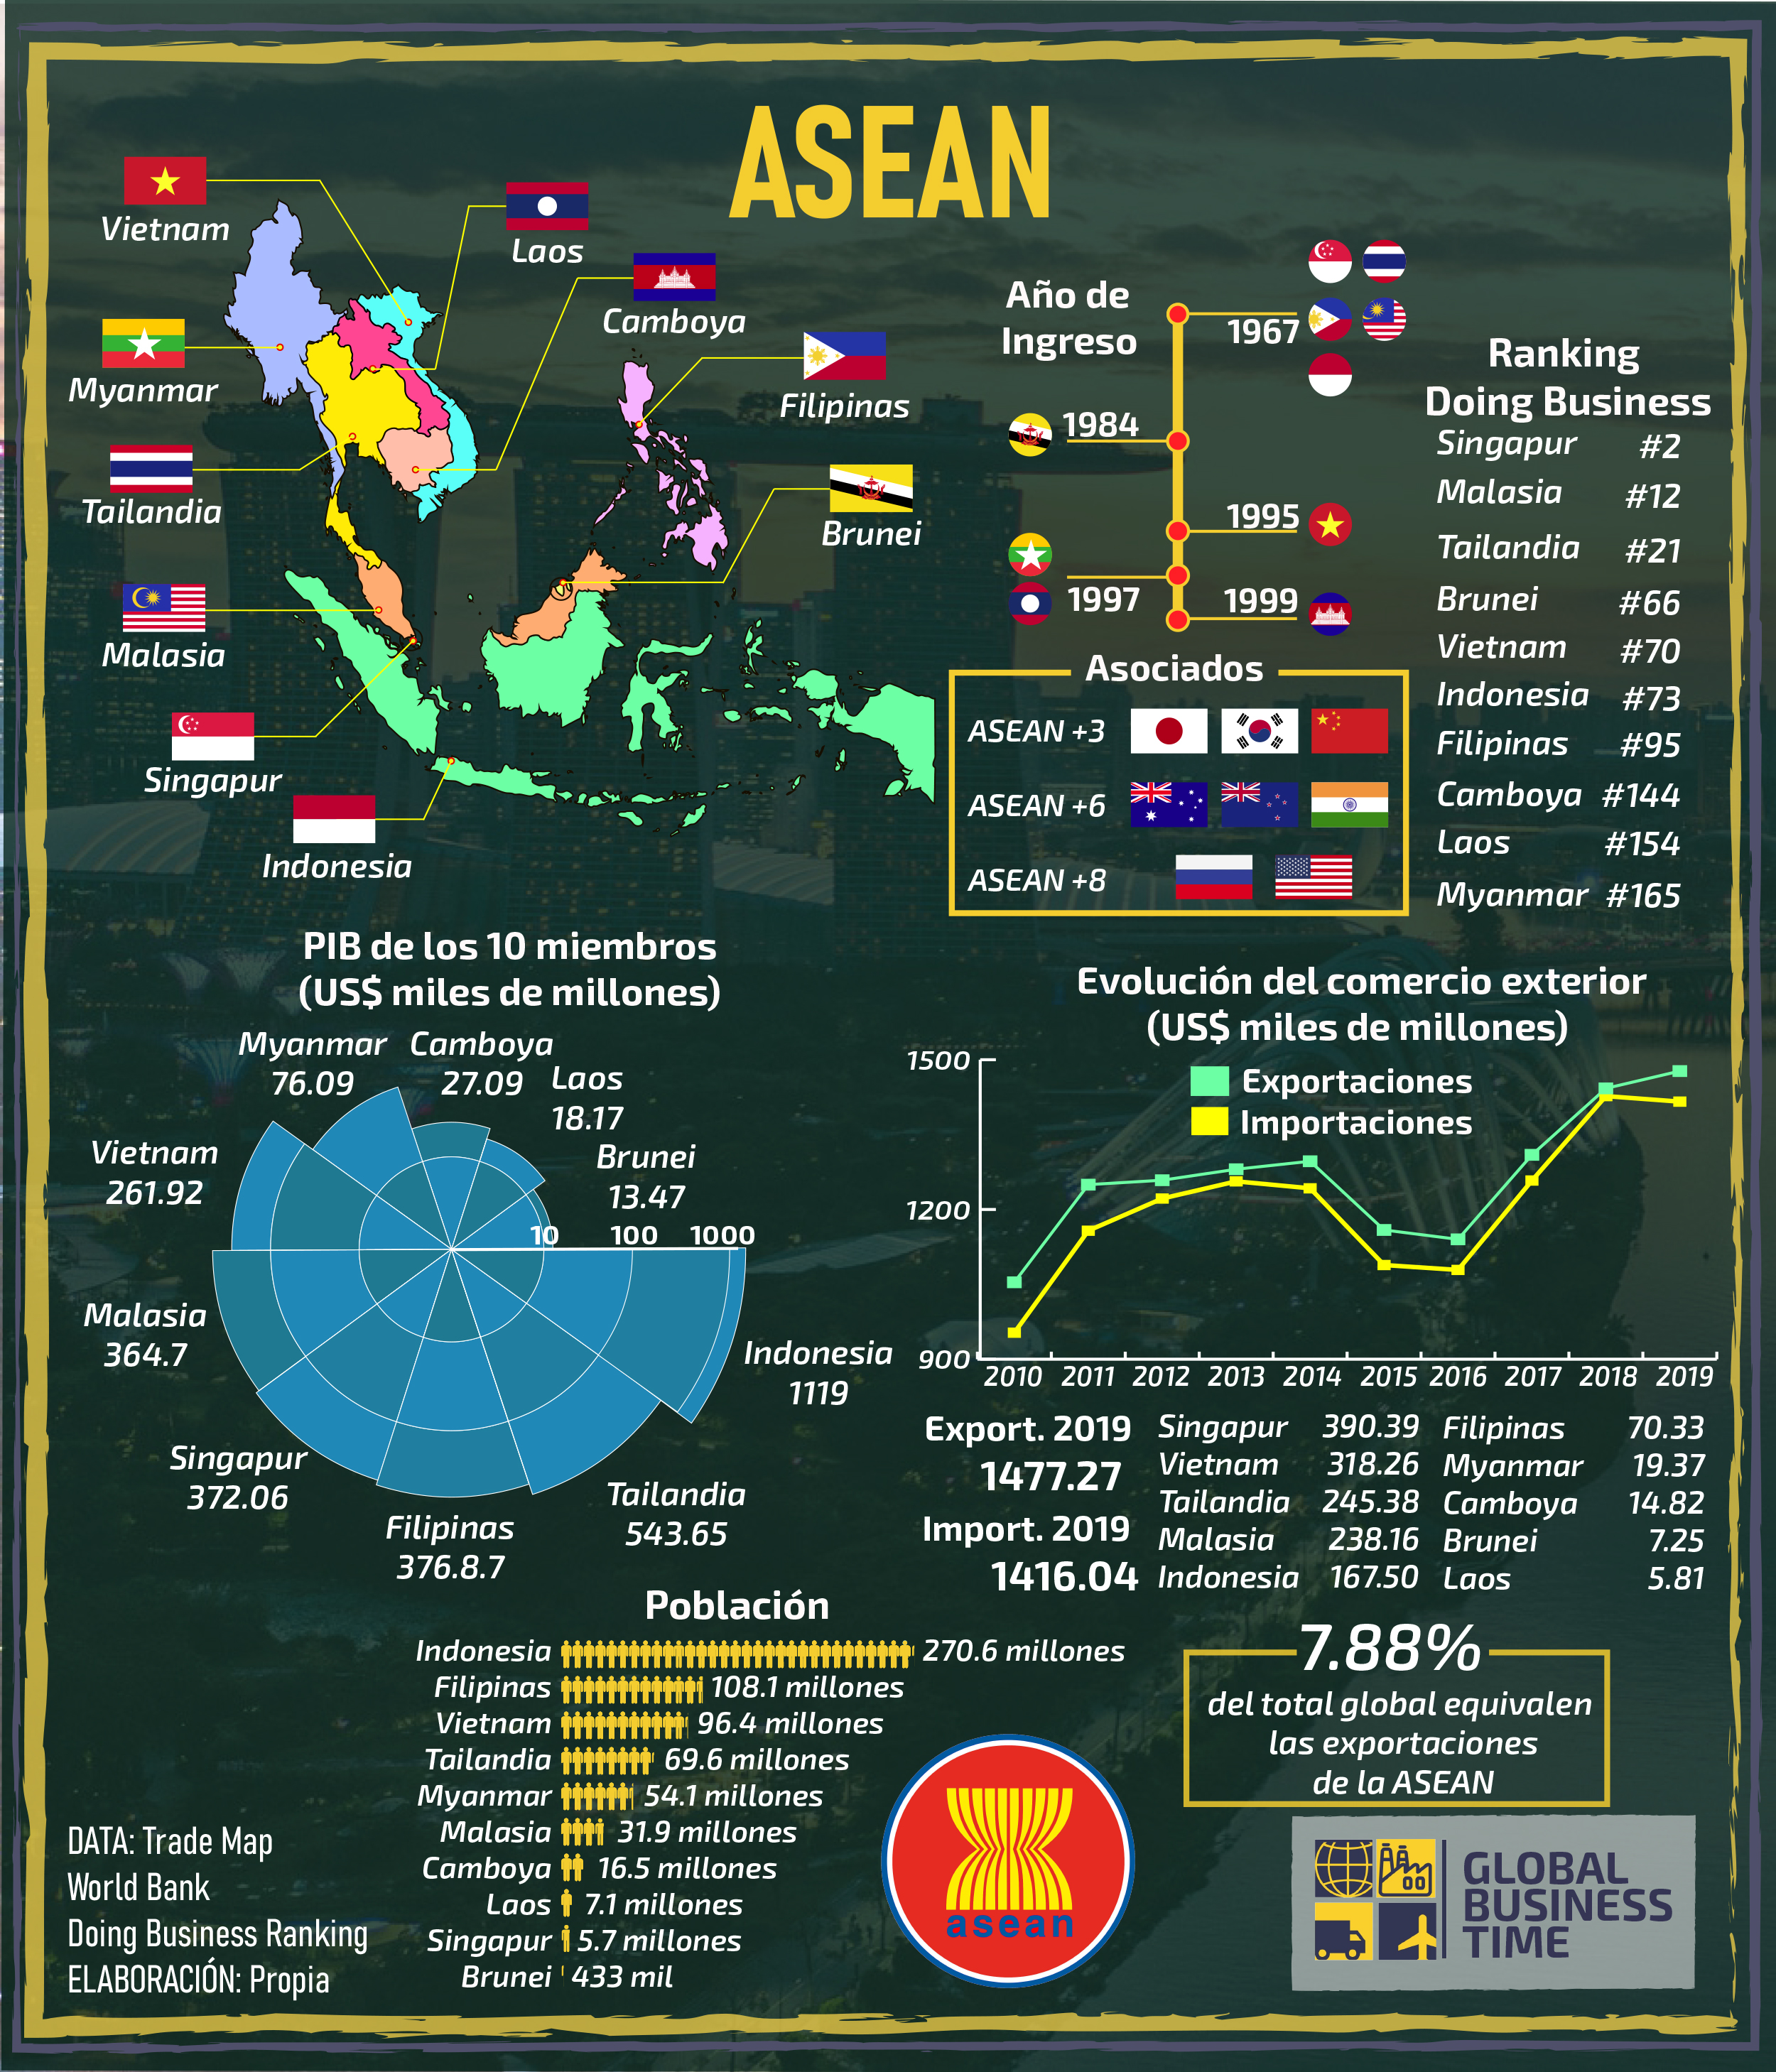 ASEAN
Vietnam
Laos
Camboya
Myanmar
Filipinas
Tailandia
Brunei
Malasia
Singapur
Indonesia
Año de
Ingreso
1967
1984
1995
1997
1999
Ranking
Doing Business
Singapur #2
Malasia #12
Tailandia #21
Brunei #66
Vietnam #70
Indonesia #73
Filipinas #95
Camboya #144
Laos #154
Myanmar #165
Asociados
ASEAN +3
ASEAN +6
ASEAN +8
PIB de los 10 miembros
(US$ miles de millones)
Myanmar
76.09
Camboya
27.09
Laos
18.17
Brunei
13.47
Vietnam
261.92
10 100 1000
Malasia
364.7
Indonesia
1119
Singapur
372.06
Tailandia
543.65
Filipinas
376.8.7
Evolución del comercio exterior
(US$ miles de millones)
1500
Exportaciones
Importaciones
1200
900
2010 2011 2012 2013 2014 2015 2016 2017 2018 2019
Export. 2019
1477.27
Import. 2019
1416.04
Singapur 390.39 Filipinas 70.33
Vietnam 318.26 Myanmar 19.37
Tailandia 245.38 Camboya 14.82
Malasia 238.16 Brunei 7.25
Indonesia 167.50 Laos 5.81
Población
Indonesia 270.6 millones
Filipinas 108.1 millones
Vietnam 96.4 millones
Tailandia 69.6 millones
Myanmar 54.1 millones
Malasia 31.9 millones
Camboya 16.5 millones
Laos 7.1 millones
Singapur 5.7 millones
Brunei 433 mil
7.88%
del total global equivalen
las exportaciones
de la ASEAN
asean
DATA: Trade Map
World Bank
Doing Business Ranking
ELABORACIÓN: Propia
GLOBAL
BUSINESS
TIME